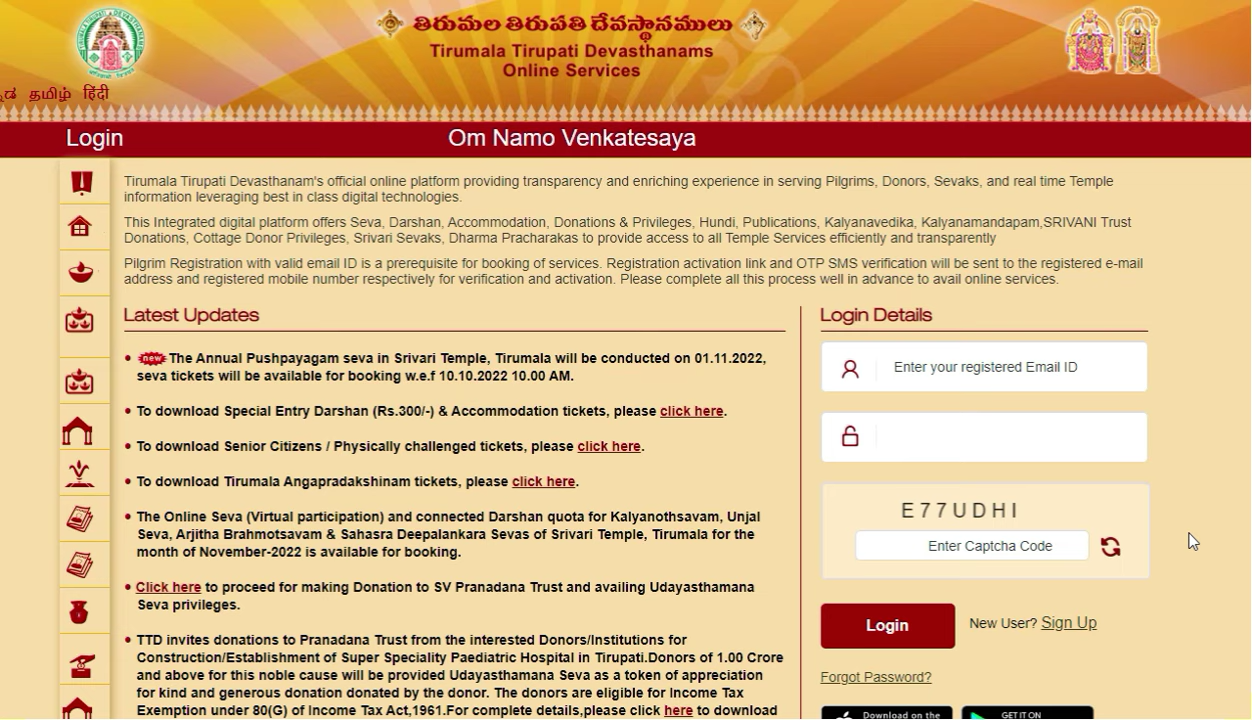 తిరుమల తిరుపతి దేవస్థానములు
Tirumala Tirupati Devasthanams
Online Services
தமிழ் हिंदी
Login
Om Namo Venkatesaya
Tirumala Tirupati Devasthanam's official online platform providing transparency and enriching experience in serving Pilgrims, Donors, Sevaks, and real time Temple
information leveraging best in class digital technologies.
This Integrated digital platform offers Seva, Darshan, Accommodation, Donations & Privileges, Hundi, Publications, Kalyanavedika, Kalyanamandapam,SRIVANI Trust
Donations, Cottage Donor Privileges, Srivari Sevaks, Dharma Pracharakas to provide access to all Temple Services efficiently and transparently
Pilgrim Registration with valid email ID is a prerequisite for booking of services. Registration activation link and OTP SMS verification will be sent to the registered e-mail
address and registered mobile number respectively for verification and activation. Please complete all this process well in advance to avail online services.
Latest Updates
new The Annual Pushpayagam seva in Srivari Temple, Tirumala will be conducted on 01.11.2022,
seva tickets will be available for booking w.e.f 10.10.2022 10.00 AM.
To download Special Entry Darshan (Rs.300/-) & Accommodation tickets, please click here.
To download Senior Citizens / Physically challenged tickets, please click here.
To download Tirumala Angapradakshinam tickets, please click here.
The Online Seva (Virtual participation) and connected Darshan quota for Kalyanothsavam, Unjal
Seva, Arjitha Brahmotsavam & Sahasra Deepalankara Sevas of Srivari Temple, Tirumala for the
month of November-2022 is available for booking.
Click here to proceed for making Donation to SV Pranadana Trust and availing Udayasthamana
Seva privileges.
TTD invites donations to Pranadana Trust from the interested Donors/Institutions for
Construction/Establishment of Super Speciality Paediatric Hospital in Tirupati.Donors of 1.00 Crore
and above for this noble cause will be provided Udayasthamana Seva as a token of appreciation
for kind and generous donation donated by the donor. The donors are eligible for Income Tax
Exemption under 80(G) of Income Tax Act,1961.For complete details,please click here to download
Login Details
Enter your registered Email ID
E77UDHI
Enter Captcha Code
Login
New User? Sign Up
Forgot Password?
Download on the
GET IT ON